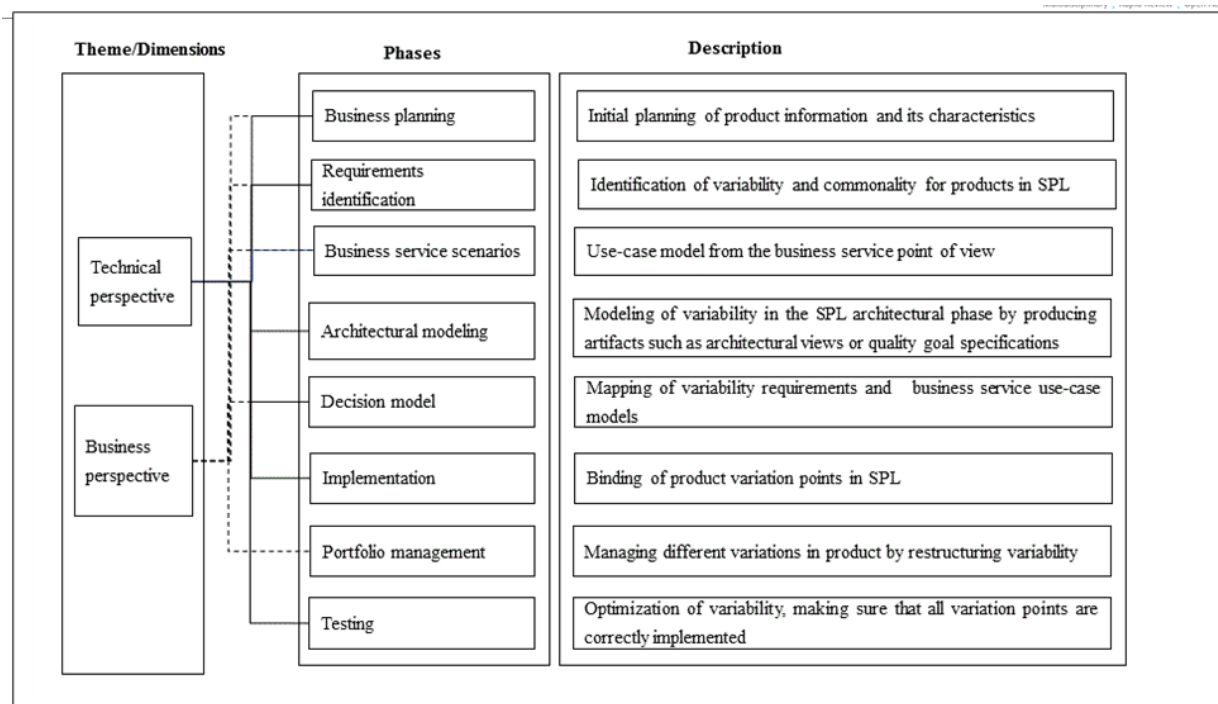 Theme/Dimensions
Phases
Description
Technical
perspective
Business
perspective
Business planning
Initial planning of product information and its characteristics
Requirements
identification
Identification of variability and commonality for products in SPL
Business service scenarios
Use-case model from the business service point of view
Architectural modeling
Modeling of variability in the SPL architectural phase by producing
artifacts such as architectural views or quality goal specifications
Decision model
Mapping of variability requirements and business service use-case
models
Implementation
Binding of product variation points in SPL
Portfolio management
Managing different variations in product by restructuring variability
Testing
Optimization of variability, making sure that all variation points are
correctly implemented